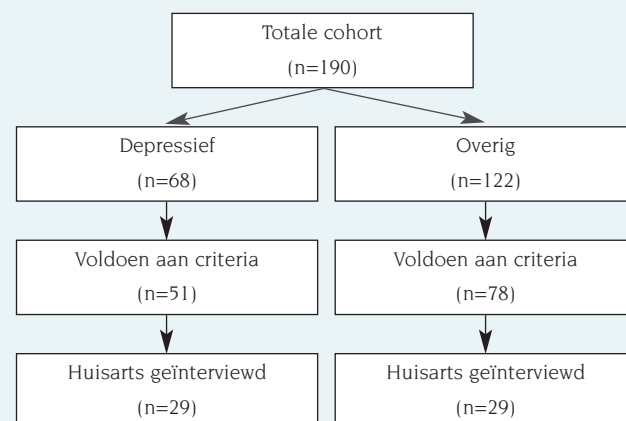 Totale cohort
(n=190)
Depressief
(n=68)
Overig
(n=122)
Voldoen aan criteria
(n=51)
Voldoen aan criteria
(n=78)
Huisarts geïnterviewd
(n=29)
Huisarts geïnterviewd
(n=29)